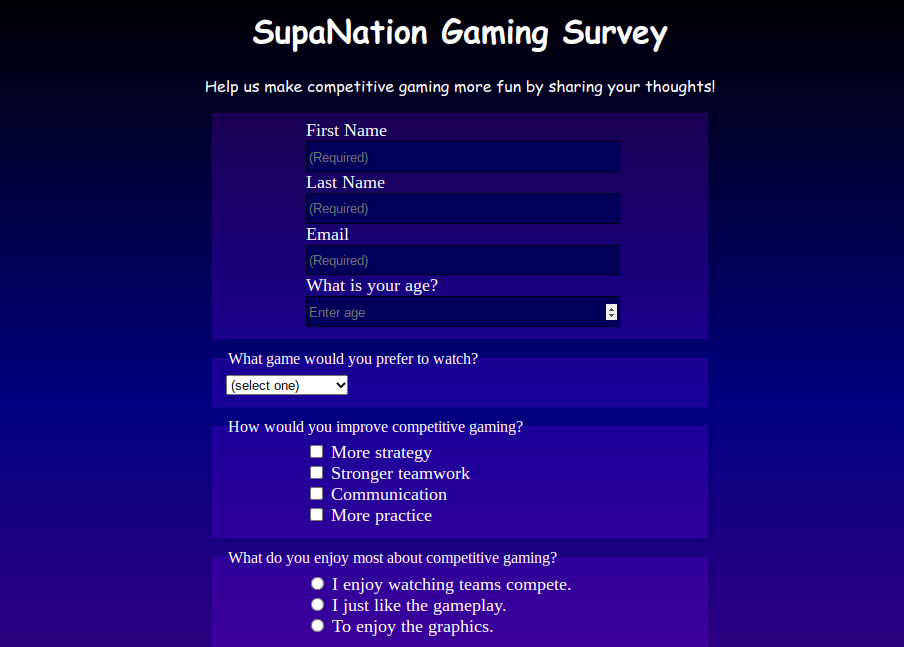 SupaNation Gaming Survey
Help us make competitive gaming more fun by sharing your thoughts!
First Name
(Required)
Last Name
(Required)
Email
(Required)
What is your age?
Enter age
What game would you prefer to watch?
(select one)
How would you improve competitive gaming?
More strategy
Stronger teamwork
Communication
More practice
What do you enjoy most about competitive gaming?
I enjoy watching teams compete.
I just like the gameplay.
To enjoy the graphics.